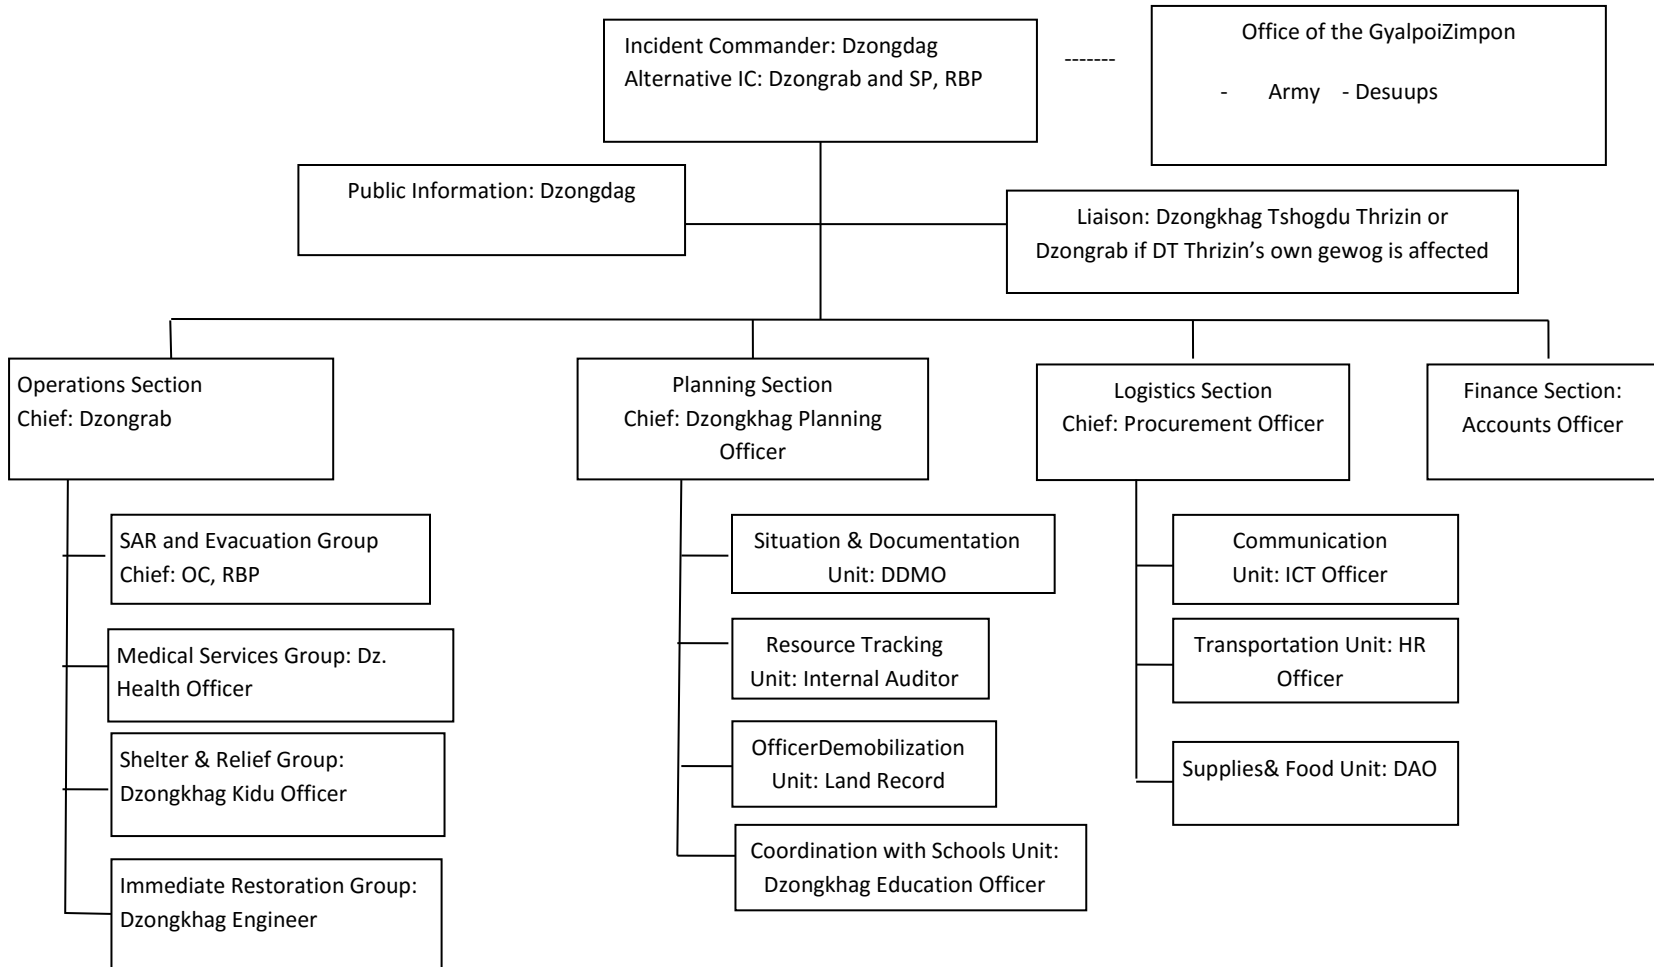 Incident Commander: Dzongdag
Alternative IC: Dzongrab and SP, RBP
-------
Office of the GyalpoiZimpon
- Army - Desuups
Public Information: Dzongdag
Liaison: Dzongkhag Tshogdu Thrizin or
Dzongrab if DT Thrizin’s own gewog is affected
Operations Section
Chief: Dzongrab
Planning Section
Chief: Dzongkhag Planning
Officer
Logistics Section
Chief: Procurement Officer
Finance Section:
Accounts Officer
SAR and Evacuation Group
Chief: OC, RBP
Medical Services Group: Dz.
Health Officer
Shelter & Relief Group:
Dzongkhag Kidu Officer
Immediate Restoration Group:
Dzongkhag Engineer
Situation & Documentation
Unit: DDMO
Resource Tracking
Unit: Internal Auditor
OfficerDemobilization
Unit: Land Record
Coordination with Schools Unit:
Dzongkhag Education Officer
Communication
Unit: ICT Officer
Transportation Unit: HR
Officer
Supplies& Food Unit: DAO